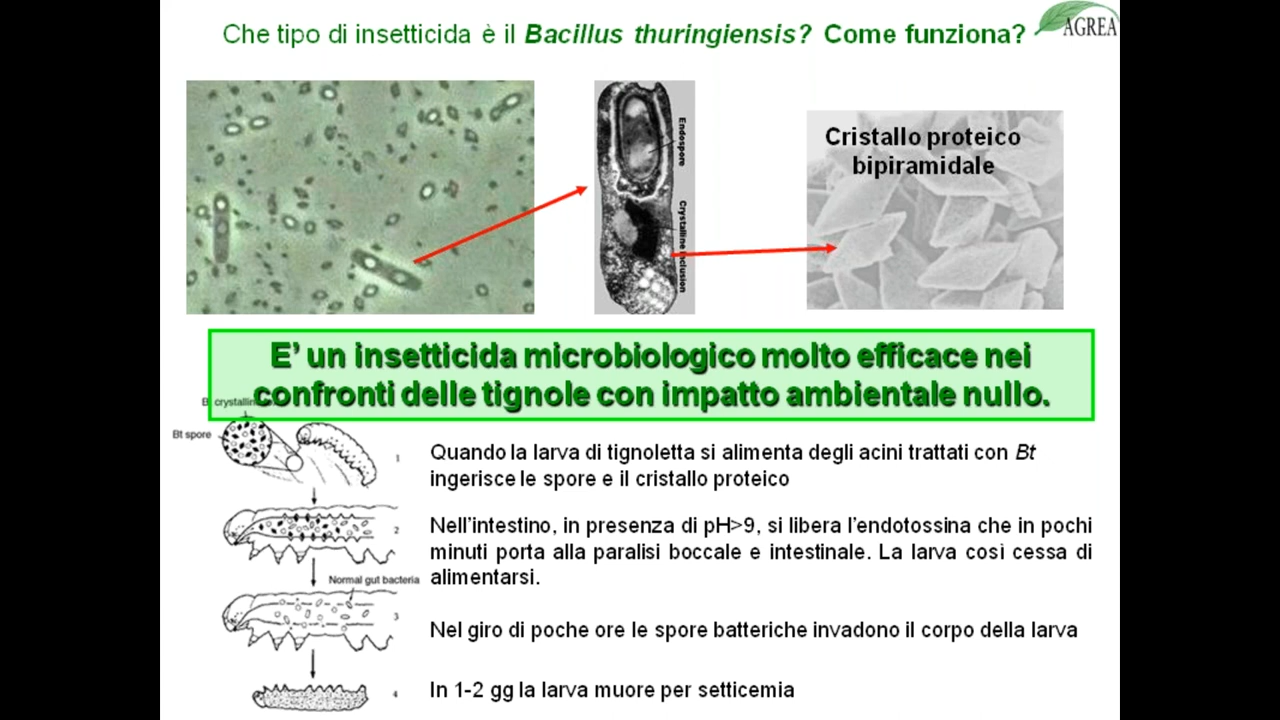 Che tipo di insetticida è il Bacillus thuringiensis? Come funziona?
AGREA
Endospore
Crystalline inclusion
Cristallo proteico
bipiramidale
E' un insetticida microbiologico molto efficace nei
confronti delle tignole con impatto ambientale nullo.
crystallin
Bt spore
1
Quando la larva di tignoletta si alimenta degli acini trattati con Bt
ingerisce le spore e il cristallo proteico
2
Nell'intestino, in presenza di pH>9, si libera l'endotossina che in pochi
minuti porta alla paralisi boccale e intestinale. La larva così cessa di
alimentarsi.
Normal gut bacteria
3
Nel giro di poche ore le spore batteriche invadono il corpo della larva
4
In 1-2 gg la larva muore per setticemia